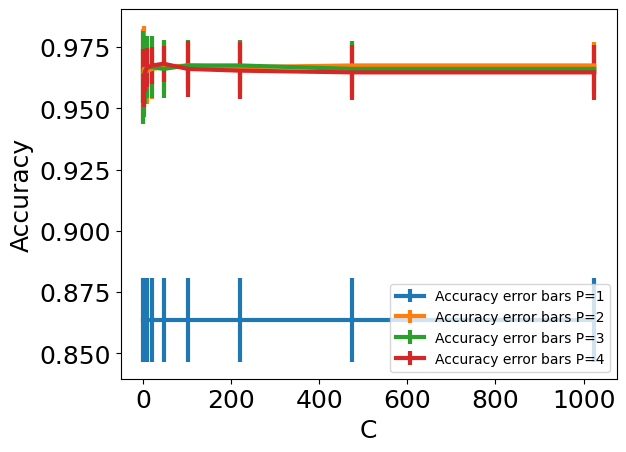 0.975
0.950
0.925
0.900
0.875
0.850
Accuracy
0 200 400 600 800 1000
C
Accuracy error bars P=1
Accuracy error bars P=2
Accuracy error bars P=3
Accuracy error bars P=4